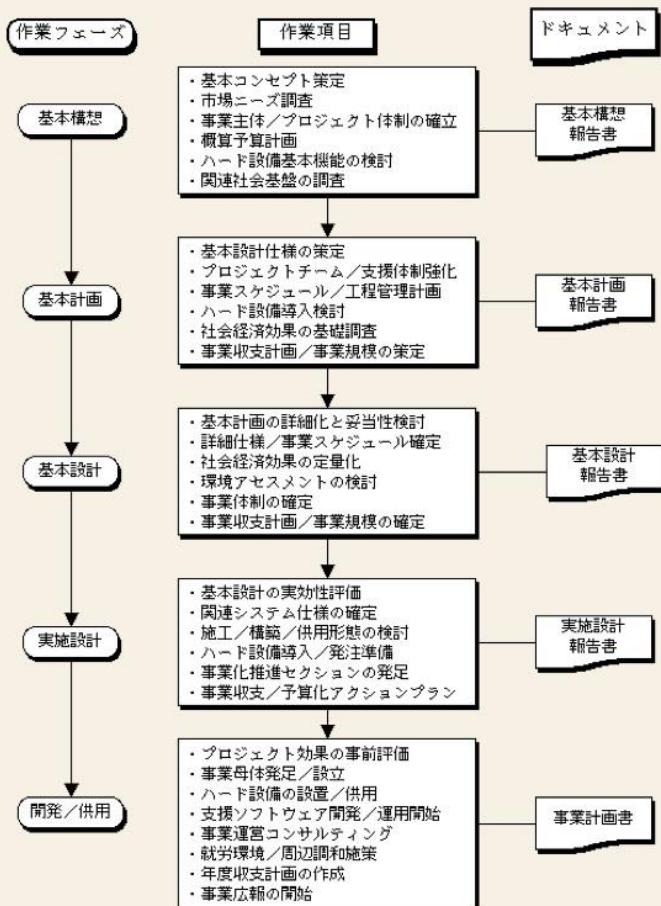 作業フェーズ
作業項目
ドキュメント
基本構想
・基本コンセプト策定
・市場ニーズ調査
・事業主体／プロジェクト体制の確立
・概算予算計画
・ハード設備基本機能の検討
・関連社会基盤の調査
基本構想
報告書
基本計画
・基本設計仕様の策定
・プロジェクトチーム／支援体制強化
・事業スケジュール／工程管理計画
・ハード設備導入検討
・社会経済効果の基礎調査
・事業収支計画／事業規模の策定
基本計画
報告書
基本設計
・基本計画の詳細化と妥当性検討
・詳細仕様／事業スケジュール確定
・社会経済効果の定量化
・環境アセスメントの検討
・事業体制の確定
・事業収支計画／事業規模の確定
基本設計
報告書
実施設計
・基本設計の実効性評価
・関連システム仕様の確定
・施工／構築／供用形態の検討
・ハード設備導入／発注準備
・事業化推進セクションの発足
・事業収支／予算化アクションプラン
実施設計
報告書
開発／供用
・プロジェクト効果の事前評価
・事業母体発足／設立
・ハード設備の設置／供用
・支援ソフトウェア開発／運用開始
・事業運営コンサルティング
・就労環境／周辺調和施策
・年度収支計画の作成
・事業広報の開始
事業計画書